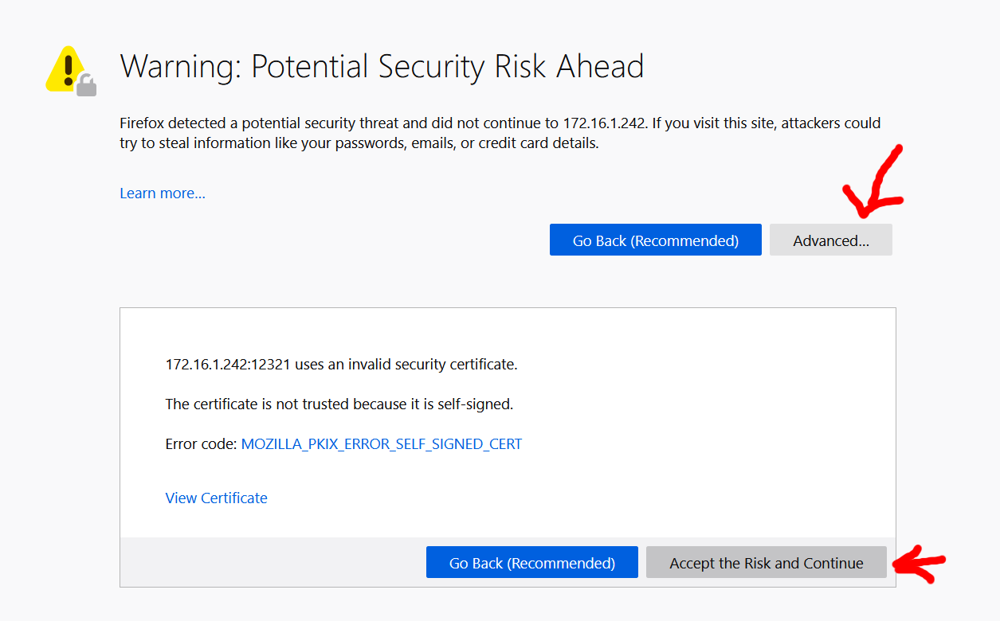 Warning: Potential Security Risk Ahead
Firefox detected a potential security threat and did not continue to 172.16.1.242. If you visit this site, attackers could
try to steal information like your passwords, emails, or credit card details.
Learn more...
Go Back (Recommended)
Advanced...
172.16.1.242:12321 uses an invalid security certificate.
The certificate is not trusted because it is self-signed.
Error code: MOZILLA_PKIX_ERROR_SELF_SIGNED_CERT
View Certificate
Go Back (Recommended)
Accept the Risk and Continue